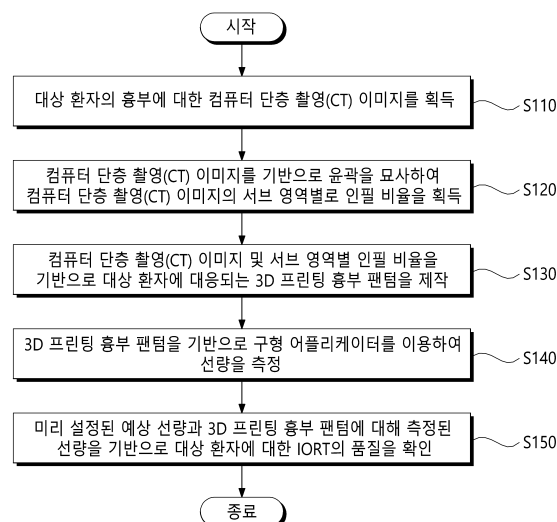 시작
대상 환자의 흉부에 대한 컴퓨터 단층 촬영(CT) 이미지를 획득
S110
컴퓨터 단층 촬영(CT) 이미지를 기반으로 윤곽을 묘사하여
컴퓨터 단층 촬영(CT) 이미지의 서브 영역별로 인필 비율을 획득
S120
컴퓨터 단층 촬영(CT) 이미지 및 서브 영역별 인필 비율을
기반으로 대상 환자에 대응되는 3D 프린팅 흉부 팬텀을 제작
S130
3D 프린팅 흉부 팬텀을 기반으로 구형 어플리케이터를 이용하여
선량을 측정
S140
미리 설정된 예상 선량과 3D 프린팅 흉부 팬텀에 대해 측정된
선량을 기반으로 대상 환자에 대한 IORT의 품질을 확인
S150
종료